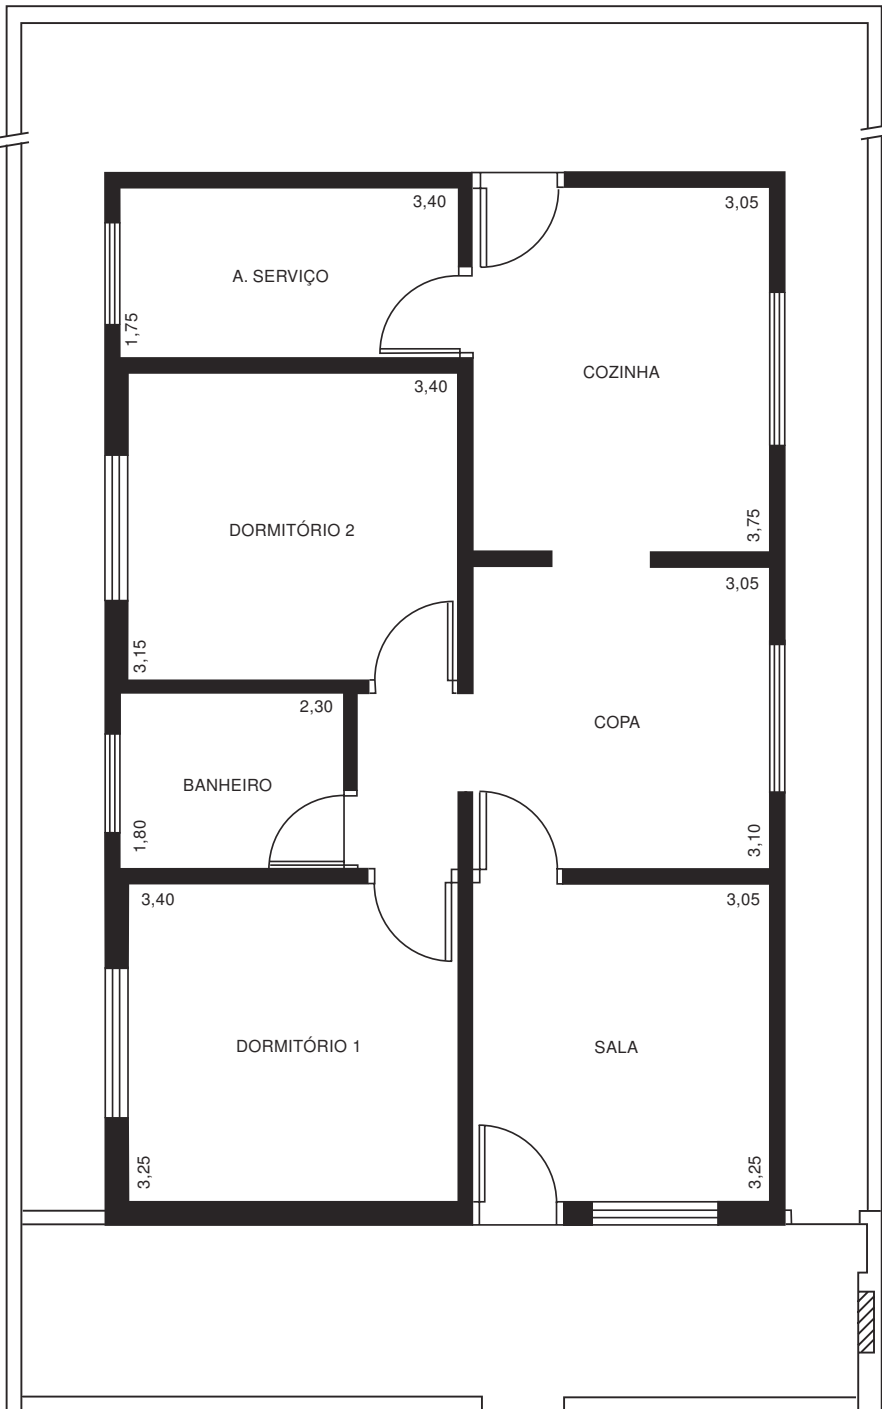 3,40
3,05
A. SERVIÇO
1,75
COZINHA
3,40
3,75
DORMITÓRIO 2
3,05
3,15
2,30
COPA
BANHEIRO
1,80
3,10
3,40
3,05
DORMITÓRIO 1
SALA
3,25
3,25